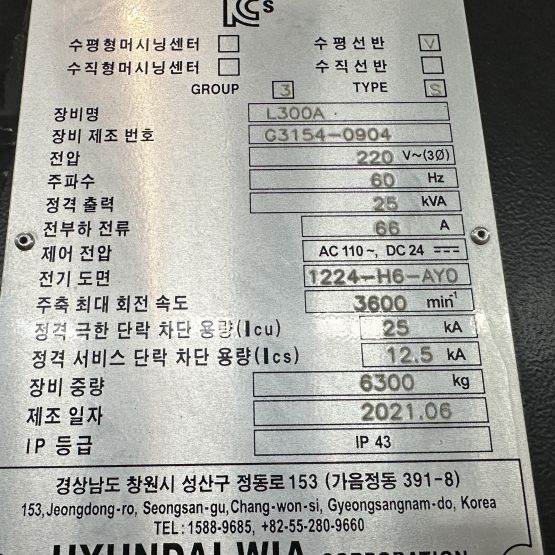 KCs
수평형머시닝센터 수평선반 V
수직형머시닝센터 수직선반
GROUP 3 TYPE S
장비명 L300A
장비 제조 번호 G3154-0904
전압 220 V~(3Ø)
주파수 60 Hz
정격 출력 25 kVA
전부하 전류 66 A
제어 전압 AC 110~, DC 24
전기 도면 1224-H6-AY0
주축 최대 회전 속도 3600 min⁻¹
정격 극한 단락 차단 용량(Icu) 25 kA
정격 서비스 단락 차단 용량(Ics) 12.5 kA
장비 중량 6300 kg
제조 일자 2021.06
IP 등급 IP 43
경상남도 창원시 성산구 정동로 153 (가음정동 391-8)
153, Jeongdong-ro, Seongsan-gu, Chang-won-si, Gyeongsangnam-do, Korea
TEL : 1588-9685, +82-55-280-9660
HYUNDAI WIA CORPORATION